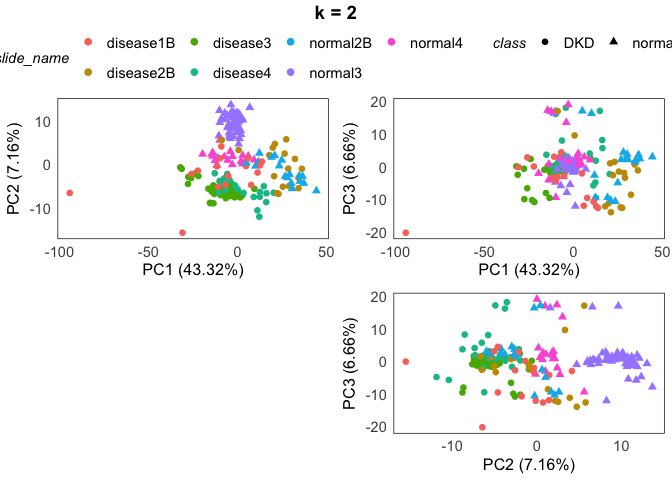 k = 2
slide_name disease1B disease3 normal2B normal4 class DKD norma
disease2B disease4 normal3
PC2 (7.16%) 10 0 -10
-100 -50 0 50
PC1 (43.32%)
PC3 (6.66%) 20 10 0 -10 -20
-100 -50 0 50
PC1 (43.32%)
PC3 (6.66%) 20 10 0 -10 -20
-10 0 10
PC2 (7.16%)